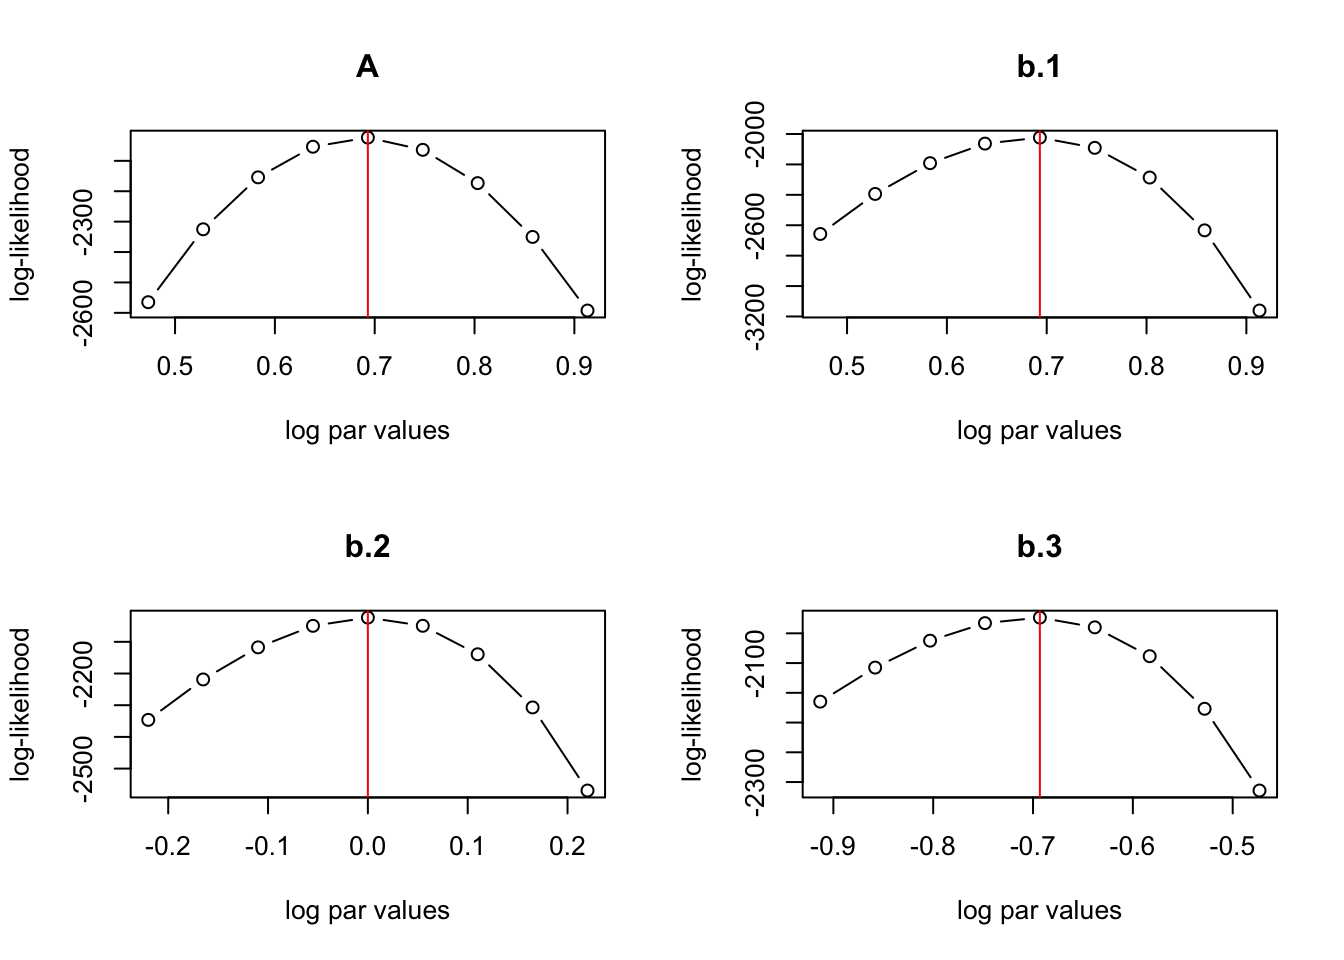 A
log-likelihood
-2300
-2600
0.5 0.6 0.7 0.8 0.9
log par values
b.1
log-likelihood
-2000
-2600
-3200
0.5 0.6 0.7 0.8 0.9
log par values
b.2
log-likelihood
-2200
-2500
-0.2 -0.1 0.0 0.1 0.2
log par values
b.3
log-likelihood
-2100
-2300
-0.9 -0.8 -0.7 -0.6 -0.5
log par values